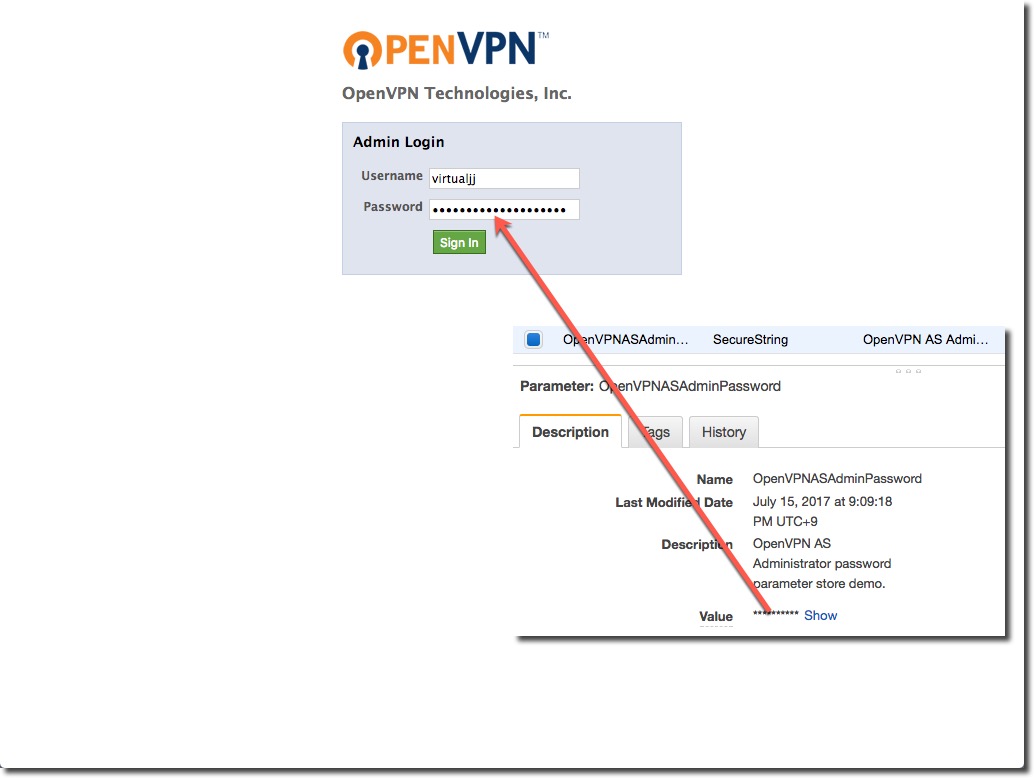 OPENVPN™
OpenVPN Technologies, Inc.
Admin Login
Username virtualjj
Password ••••••••••••••••••••
Sign In
OpenVPNASAdmin... SecureString OpenVPN AS Admi...
Parameter: OpenVPNASAdminPassword
Description Tags History
Name OpenVPNASAdminPassword
Last Modified Date July 15, 2017 at 9:09:18
PM UTC+9
Description OpenVPN AS
Administrator password
parameter store demo.
Value ********** Show